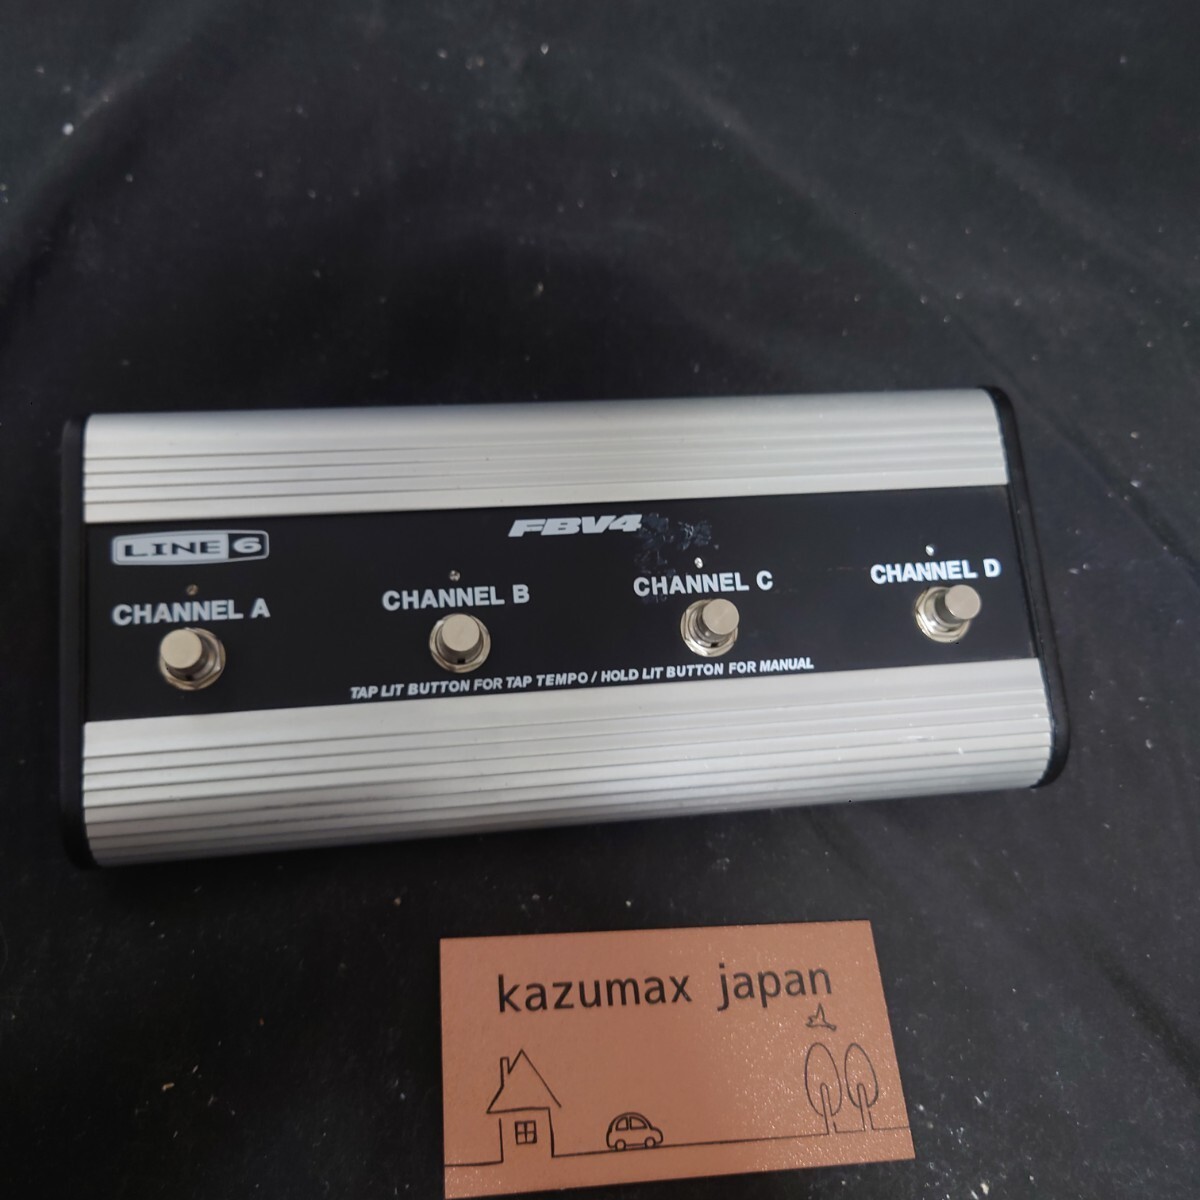 LINE 6
FBV4
CHANNEL A
CHANNEL B
CHANNEL C
CHANNEL D
TAP LIT BUTTON FOR TAP TEMPO / HOLD LIT BUTTON FOR MANUAL
kazumax japan